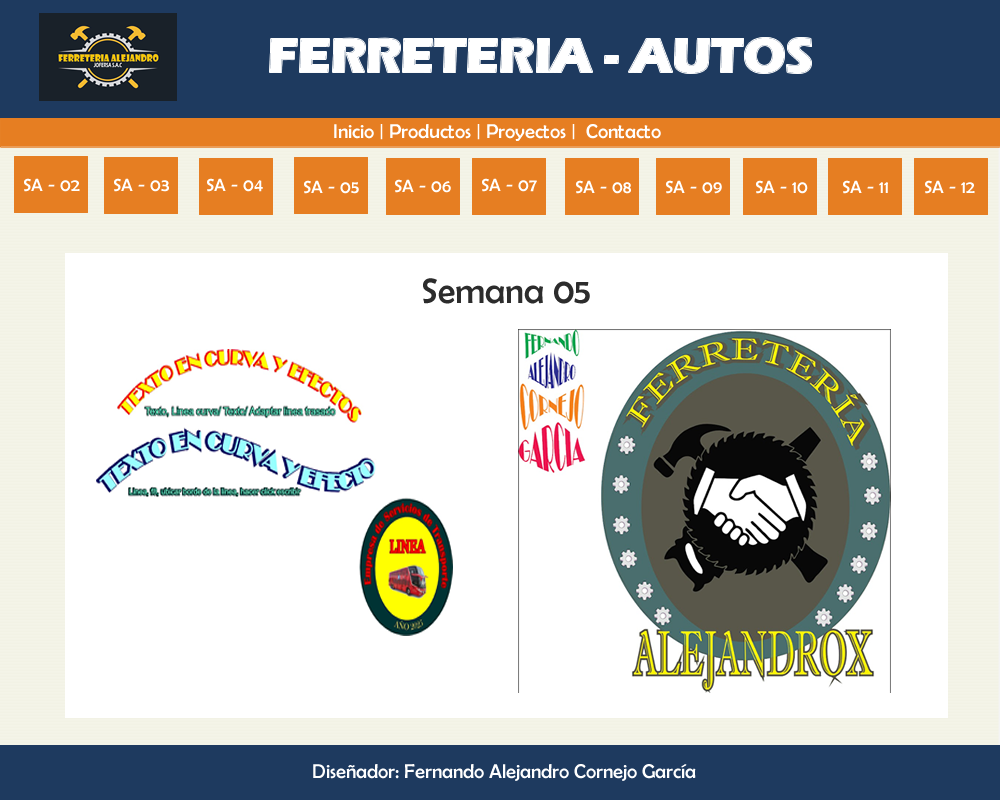 FERRETERIA ALEJANDRO
JOFERSA S.A.C
FERRETERIA - AUTOS
Inicio | Productos | Proyectos | Contacto
SA - 02
SA - 03
SA - 04
SA - 05
SA - 06
SA - 07
SA - 08
SA - 09
SA - 10
SA - 11
SA - 12
Semana 05
TEXTO EN CURVA Y EFECTOS
Texto, Linea curva/ Texto/ Adaptar linea trasado
TEXTO EN CURVA Y EFECTO
Linea, f8, ubicar borde de la linea, hacer click escribir
Empresa de Servicios de Transporte
LINEA
AÑO 2025
FERNANDO
ALEJANDRO
CORNEJO
GARCIA
FERRETERÍA
ALEJANDROX
Diseñador: Fernando Alejandro Cornejo García